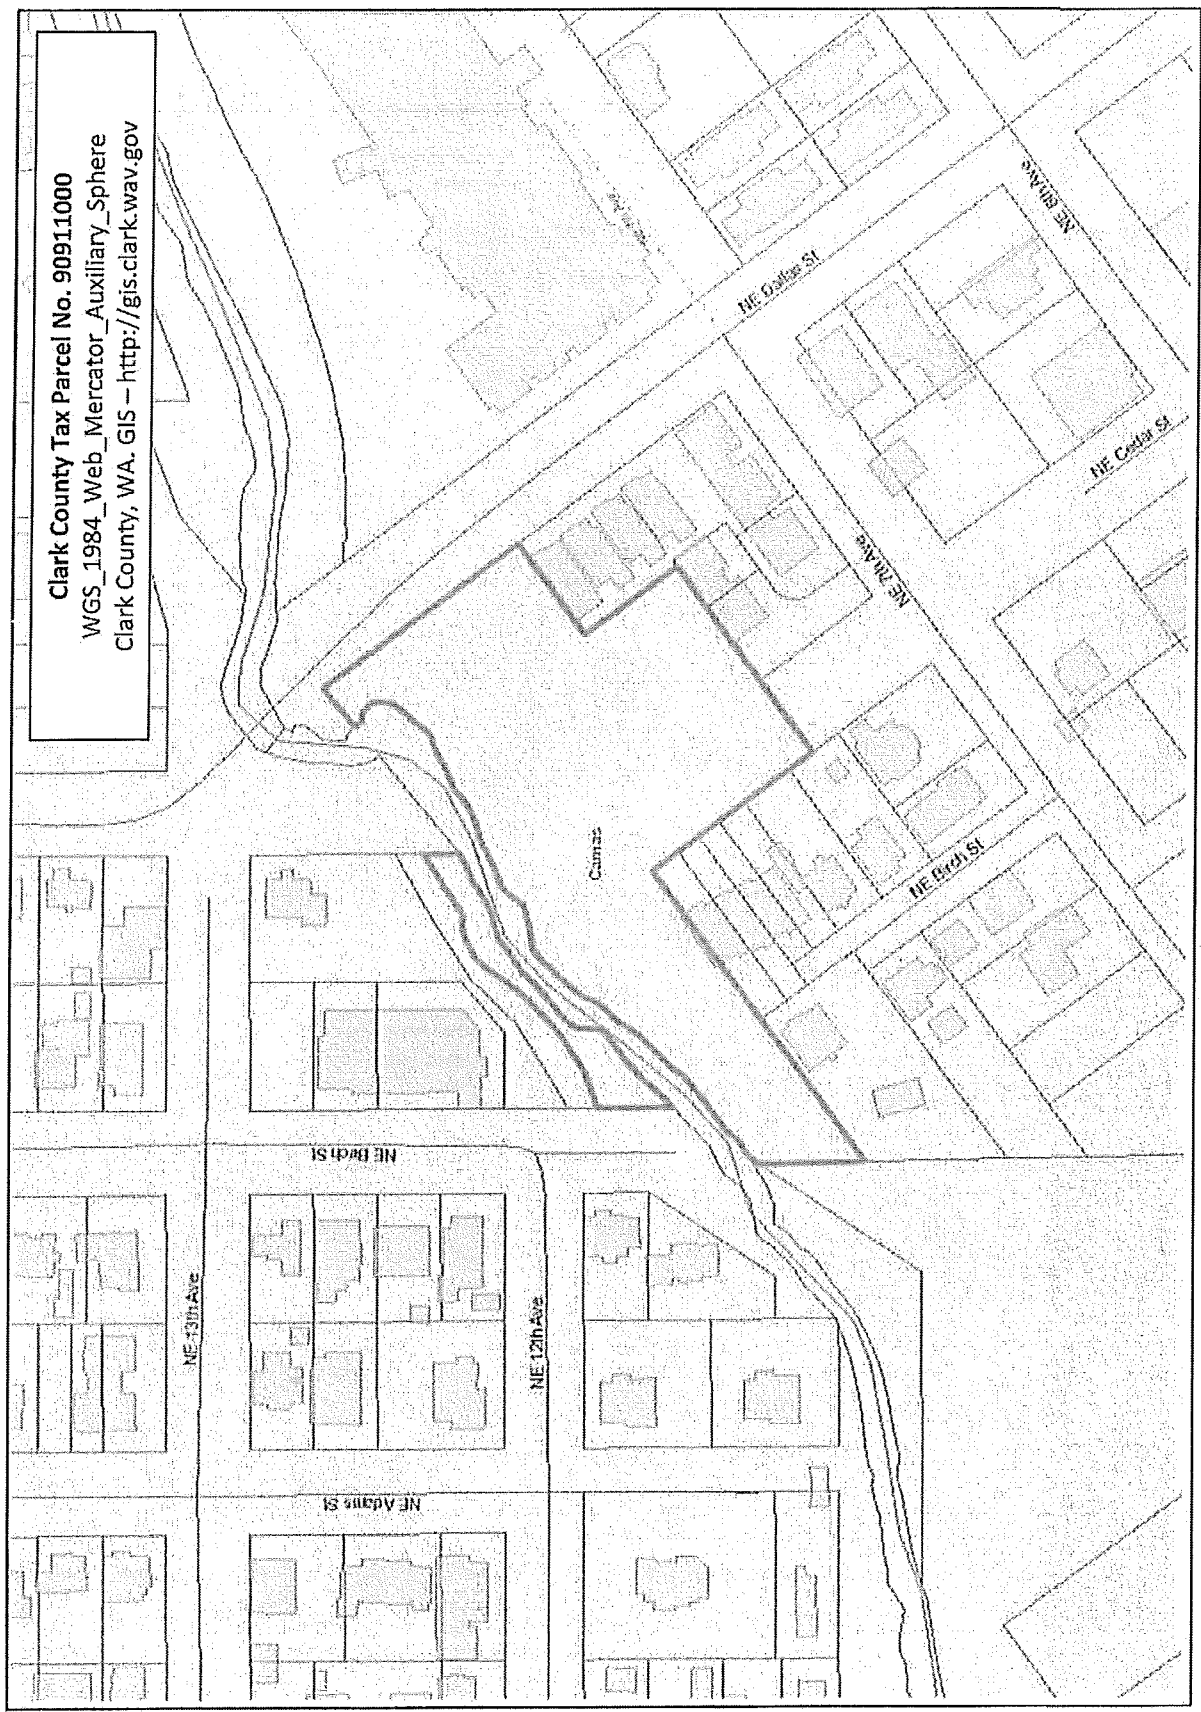 Clark County Tax Parcel No. 90911000
WGS_1984_Web_Mercator_Auxiliary_Sphere
Clark County, WA. GIS – http://gis.clark.wav.gov
NE 13th Ave
NE Birch St
NE 12th Ave
NE Adams St
Camas
NE Dallas St
NE 8th Ave
NE Cedar St
NE 7th Ave
NE Birch St